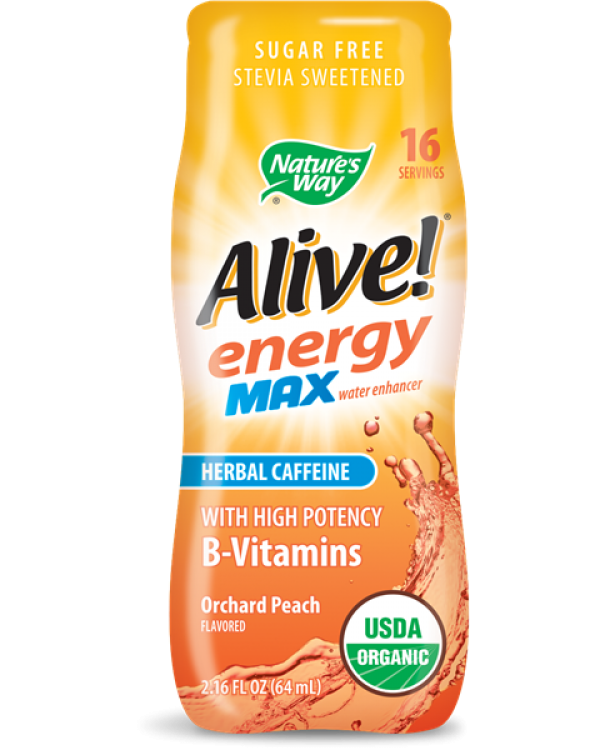 SUGAR FREE
STEVIA SWEETENED
Nature's
Way®
16
SERVINGS
Alive!®
energy
MAX water enhancer
HERBAL CAFFEINE
WITH HIGH POTENCY
B-Vitamins
Orchard Peach
FLAVORED
USDA
ORGANIC
2.16 FL OZ (64 mL)